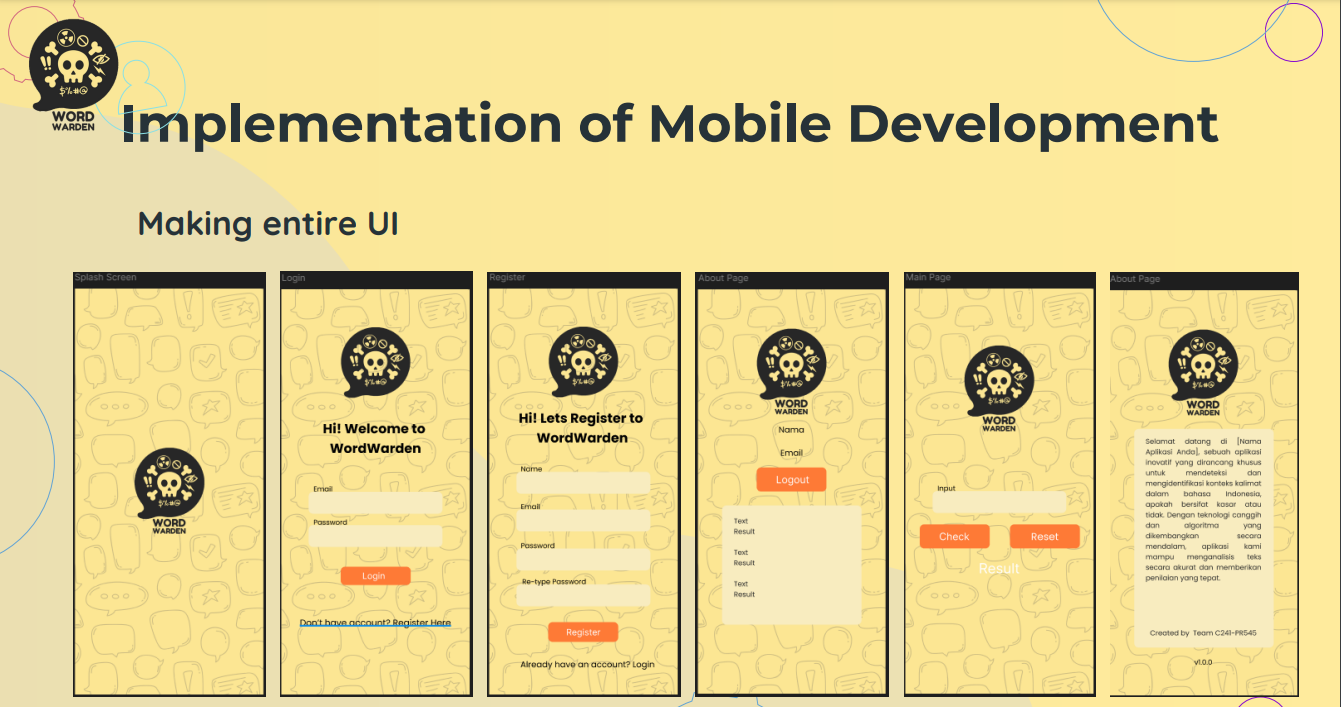 $%#@
WORD
WARDEN
Implementation of Mobile Development
Making entire UI
Splash Screen
$%#@
WORD
WARDEN
Login
$%#@
Hi! Welcome to
WordWarden
Email
Password
Login
Don't have account? Register Here
Register
$%#@
Hi! Lets Register to
WordWarden
Name
Email
Password
Re-type Password
Register
Already have an account? Login
About Page
$%#@
WORD
WARDEN
Nama
Email
Logout
Text
Result
Text
Result
Text
Result
Main Page
$%#@
WORD
WARDEN
Input
Check Reset
Result
About Page
$%#@
WORD
WARDEN
Selamat datang di [Nama
Aplikasi Anda], sebuah aplikasi
inovatif yang dirancang khusus
untuk mendeteksi dan
mengidentifikasi konteks kalimat
dalam bahasa Indonesia,
apakah bersifat kasar atau
tidak. Dengan teknologi canggih
dan algoritma yang
dikembangkan secara
mendalam, aplikasi kami
mampu menganalisis teks
secara akurat dan memberikan
penilaian yang tepat.
Created by Team C241-PR545
v1.0.0